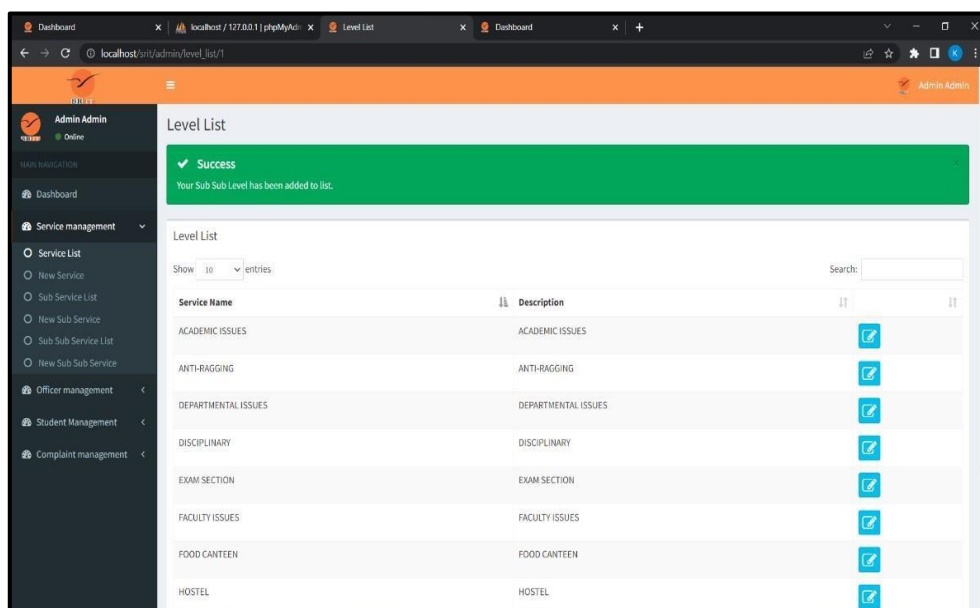 Dashboard
localhost / 127.0.0.1 | phpMyAdm
Level List
Dashboard
localhost/srit/admin/level_list/1
K
SRIT
Admin Admin
Admin Admin
Online
MAIN NAVIGATION
Dashboard
Service management
Service List
New Service
Sub Service List
New Sub Service
Sub Sub Service List
New Sub Sub Service
Officer management
Student Management
Complaint management
Level List
Success
Your Sub Sub Level has been added to list.
Level List
Show 10 entries
Search:
Service Name Description
ACADEMIC ISSUES ACADEMIC ISSUES
ANTI-RAGGING ANTI-RAGGING
DEPARTMENTAL ISSUES DEPARTMENTAL ISSUES
DISCIPLINARY DISCIPLINARY
EXAM SECTION EXAM SECTION
FACULTY ISSUES FACULTY ISSUES
FOOD CANTEEN FOOD CANTEEN
HOSTEL HOSTEL